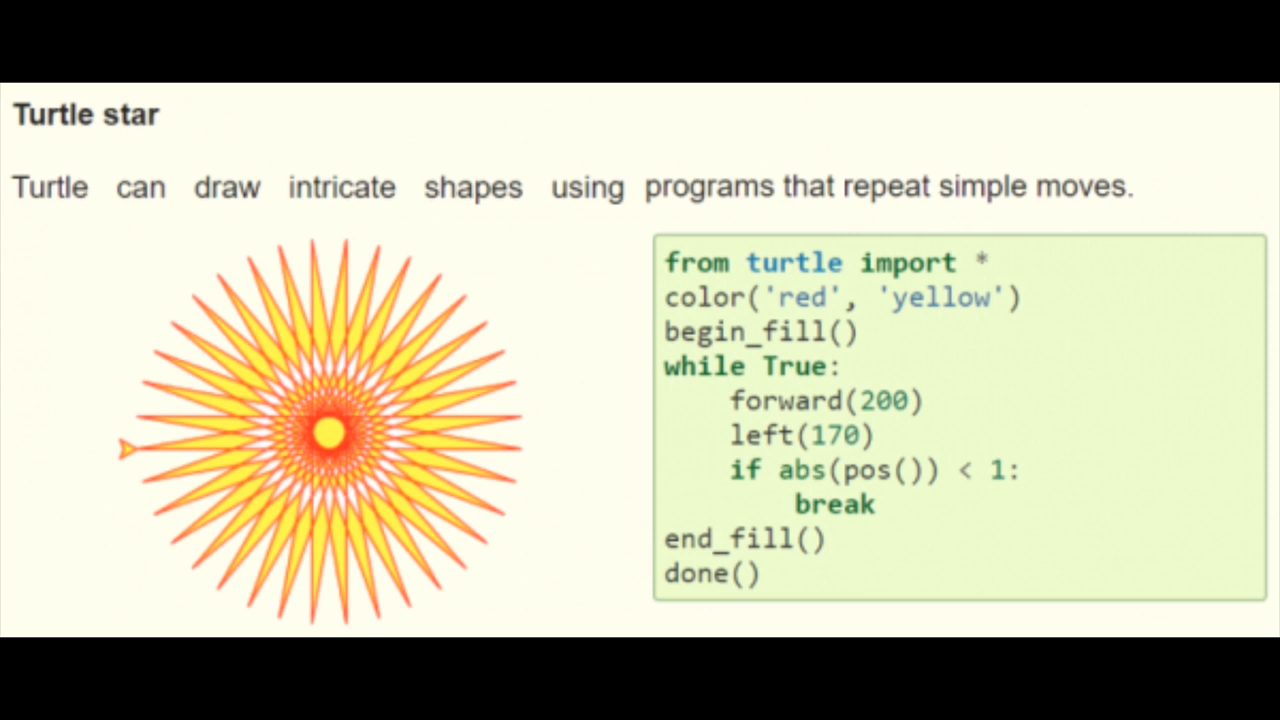 Turtle star
Turtle can draw intricate shapes using programs that repeat simple moves.
from turtle import *
color('red', 'yellow')
begin_fill()
while True:
    forward(200)
    left(170)
    if abs(pos()) < 1:
        break
end_fill()
done()